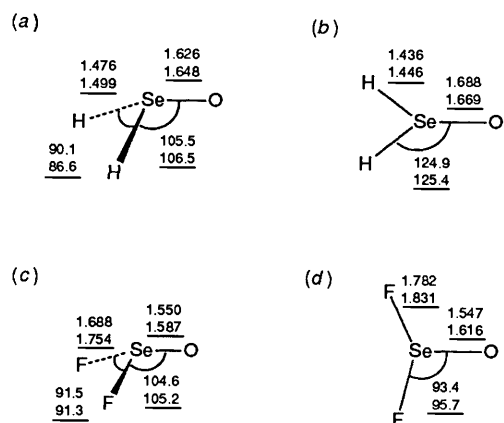 (a)
1.476
1.499
1.626
1.648
H
Se
O
H
90.1
86.6
105.5
106.5
(b)
H
1.436
1.446
1.688
1.669
Se
O
H
124.9
125.4
(c)
1.688
1.754
1.550
1.587
F
Se
O
F
91.5
91.3
104.6
105.2
(d)
F
1.782
1.831
1.547
1.616
Se
O
F
93.4
95.7